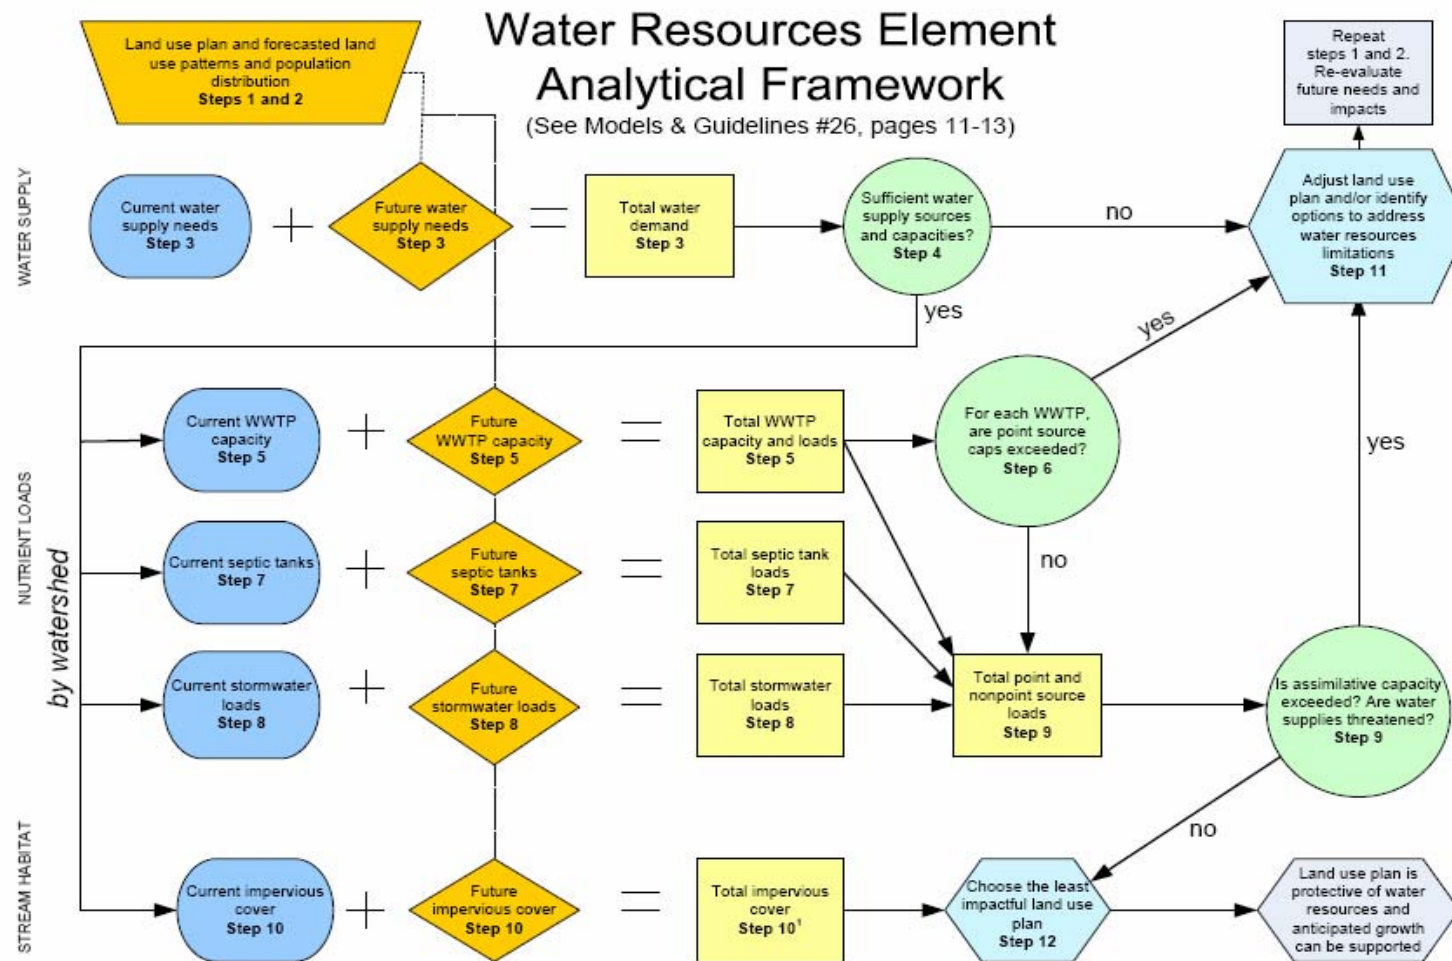 Water Resources Element
Analytical Framework
(See Models & Guidelines #26, pages 11-13)
Land use plan and forecasted land
use patterns and population
distribution
Steps 1 and 2
Repeat
steps 1 and 2.
Re-evaluate
future needs and
impacts
WATER SUPPLY
Current water
supply needs
Step 3
+
Future water
supply needs
Step 3
=
Total water
demand
Step 3
Sufficient water
supply sources
and capacities?
Step 4
no
yes
Adjust land use
plan and/or identify
options to address
water resources
limitations
Step 11
NUTRIENT LOADS
by watershed
Current WWTP
capacity
Step 5
+
Future
WWTP capacity
Step 5
=
Total WWTP
capacity and loads
Step 5
For each WWTP,
are point source
caps exceeded?
Step 6
yes
no
yes
Current septic tanks
Step 7
+
Future
septic tanks
Step 7
=
Total septic tank
loads
Step 7
Current stormwater
loads
Step 8
+
Future
stormwater loads
Step 8
=
Total stormwater
loads
Step 8
Total point and
nonpoint source
loads
Step 9
Is assimilative capacity
exceeded? Are water
supplies threatened?
Step 9
no
STREAM HABITAT
Current impervious
cover
Step 10
+
Future
impervious cover
Step 10
=
Total impervious
cover
Step 10¹
Choose the least
impactful land use
plan
Step 12
Land use plan is
protective of water
resources and
anticipated growth
can be supported